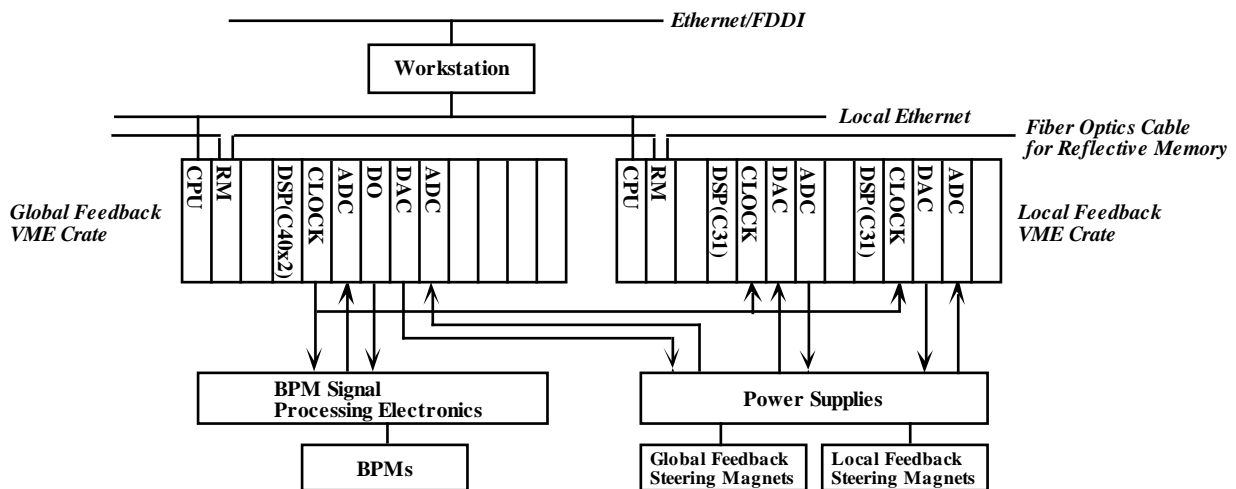 Ethernet/FDDI
Workstation
Local Ethernet
Fiber Optics Cable
for Reflective Memory
Global Feedback
VME Crate
CPU
RM
DSP(C40x2)
CLOCK
ADC
DO
DAC
ADC
CPU
RM
DSP(C31)
CLOCK
DAC
ADC
DSP(C31)
CLOCK
DAC
ADC
Local Feedback
VME Crate
BPM Signal
Processing Electronics
Power Supplies
BPMs
Global Feedback
Steering Magnets
Local Feedback
Steering Magnets